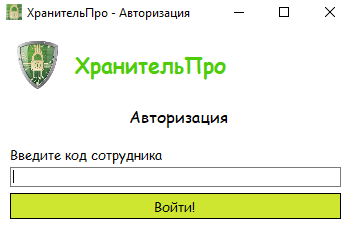 ХранительПро - Авторизация
ХранительПро
Авторизация
Введите код сотрудника
Войти!